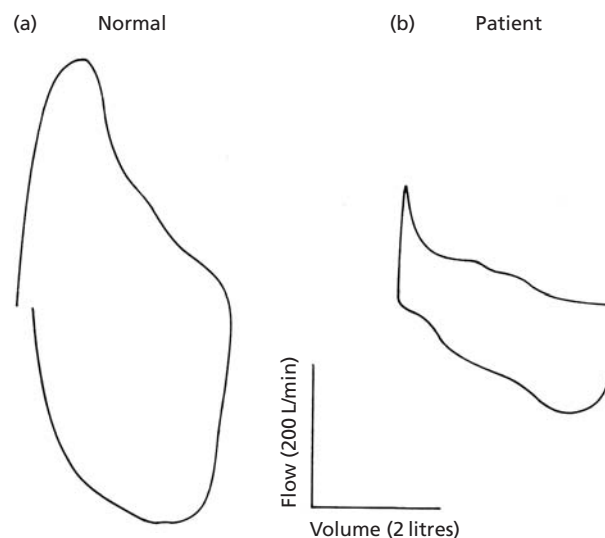 (a) Normal
(b) Patient
Flow (200 L/min)
Volume (2 litres)